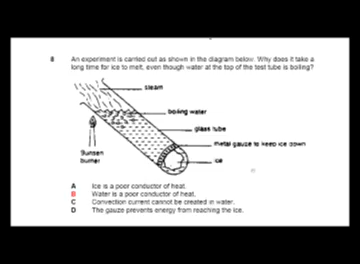 8 An experiment is carried out as shown in the diagram below. Why does it take a
long time for ice to melt, even though water at the top of the test tube is boiling?
steam
boiling water
glass tube
metal gauze to keep ice down
ice
Bunsen
burner
A Ice is a poor conductor of heat.
B Water is a poor conductor of heat.
C Convection current cannot be created in water.
D The gauze prevents energy from reaching the ice.